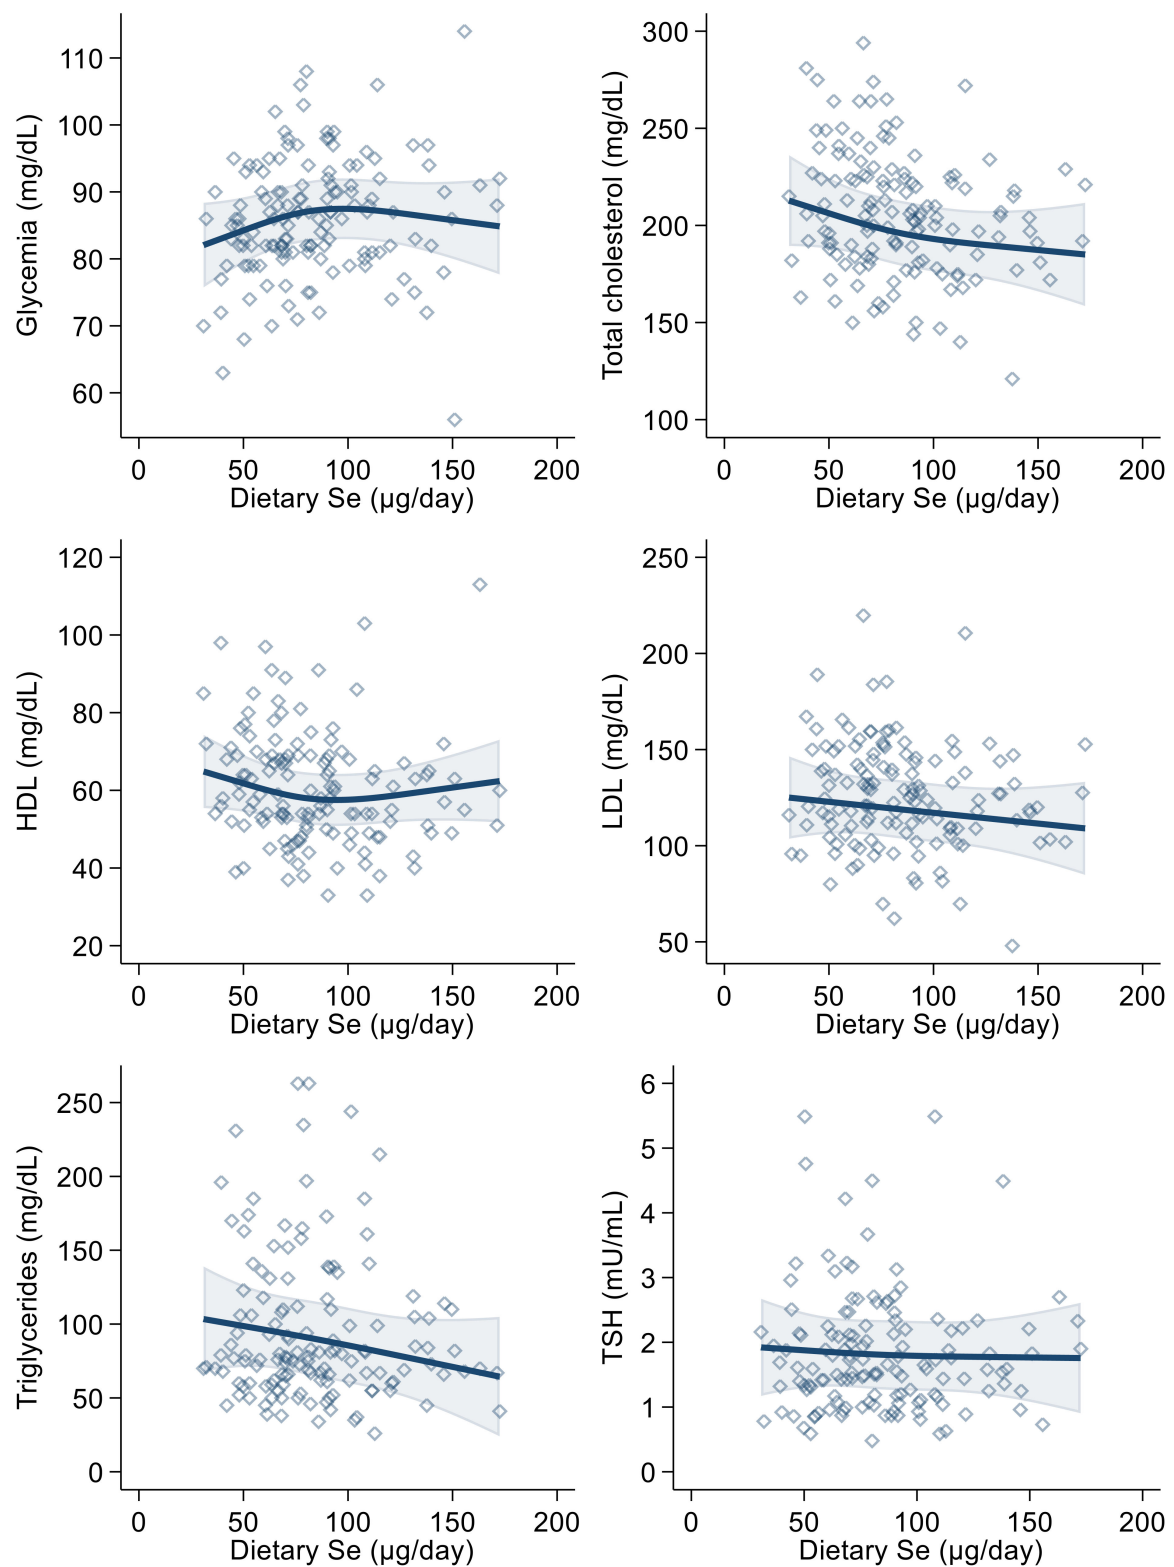 Glycemia (mg/dL)
110
100
90
80
70
60
0 50 100 150 200
Dietary Se (µg/day)
Total cholesterol (mg/dL)
300
250
200
150
100
0 50 100 150 200
Dietary Se (µg/day)
HDL (mg/dL)
120
100
80
60
40
20
0 50 100 150 200
Dietary Se (µg/day)
LDL (mg/dL)
250
200
150
100
50
0 50 100 150 200
Dietary Se (µg/day)
Triglycerides (mg/dL)
250
200
150
100
50
0
0 50 100 150 200
Dietary Se (µg/day)
TSH (mU/mL)
6
5
4
3
2
1
0
0 50 100 150 200
Dietary Se (µg/day)